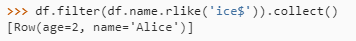 >>> df.filter(df.name.rlike('ice$')).collect()
[Row(age=2, name='Alice')]